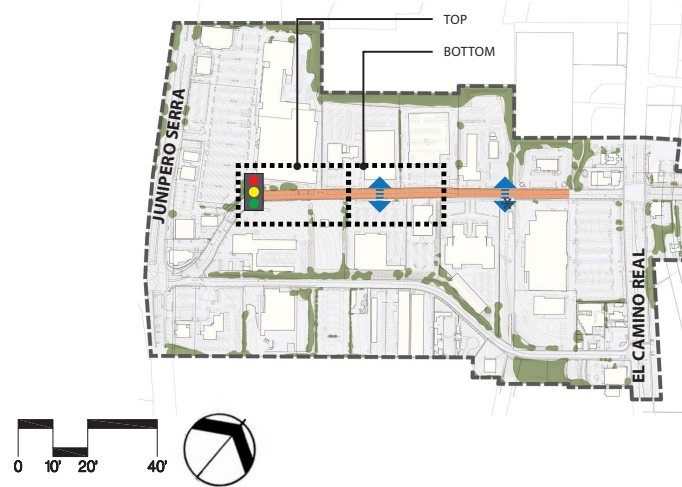 TOP
BOTTOM
JUNIPERO SERRA
EL CAMINO REAL
0 10' 20' 40'